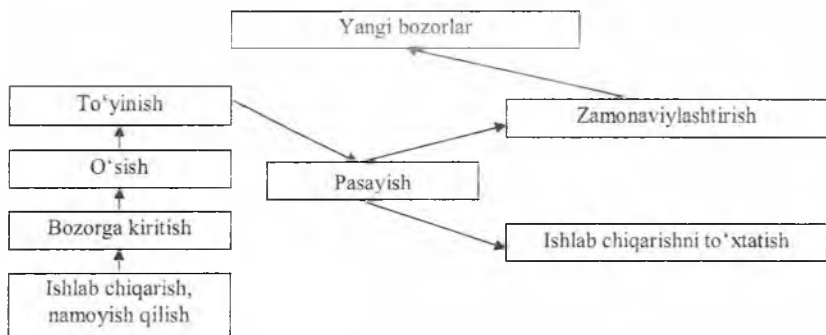 Yangi bozorlar
To‘yinish
Zamonaviylashtirish
O‘sish
Pasayish
Bozorga kiritish
Ishlab chiqarishni to‘xtatish
Ishlab chiqarish,
namoyish qilish